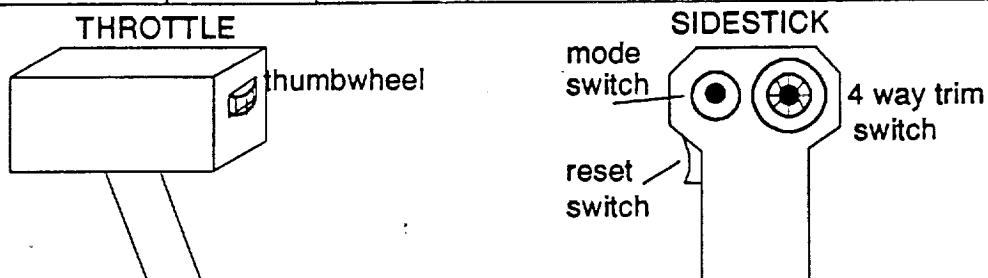 THROTTLE
thumbwheel
SIDESTICK
mode
switch
4 way trim
switch
reset
switch